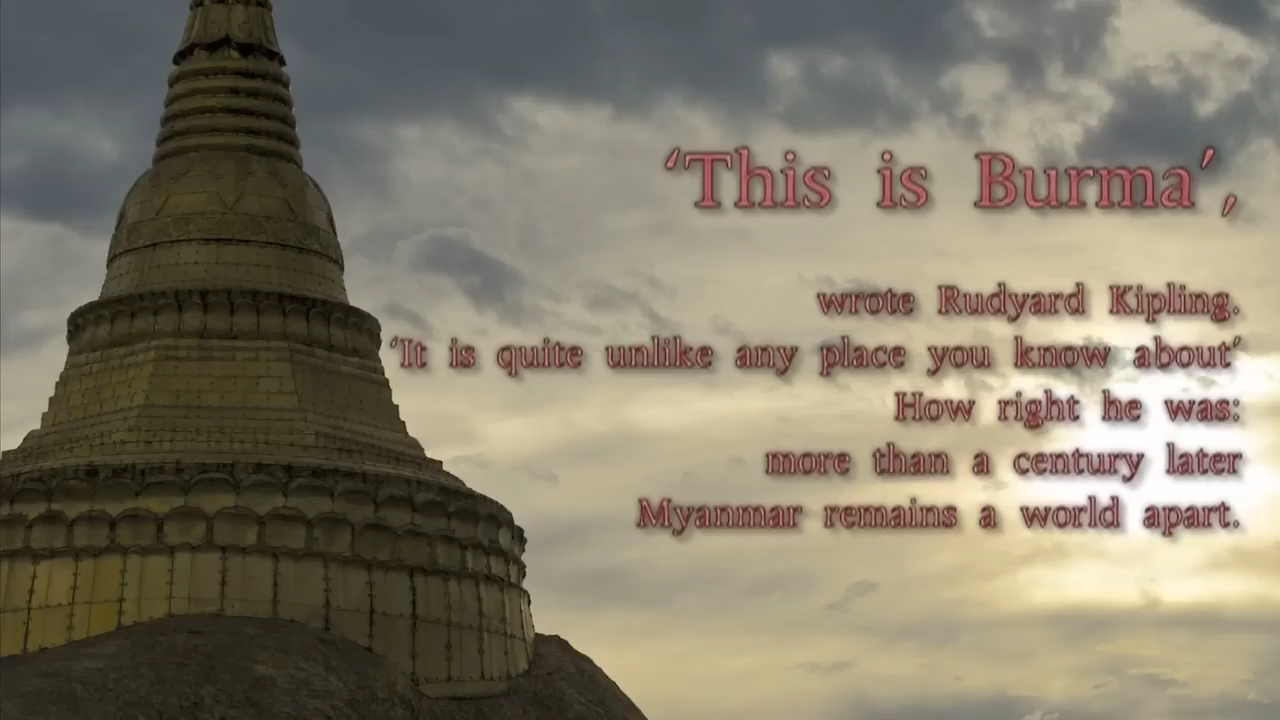 ‘This is Burma’,
wrote Rudyard Kipling.
‘It is quite unlike any place you know about’
How right he was:
more than a century later
Myanmar remains a world apart.